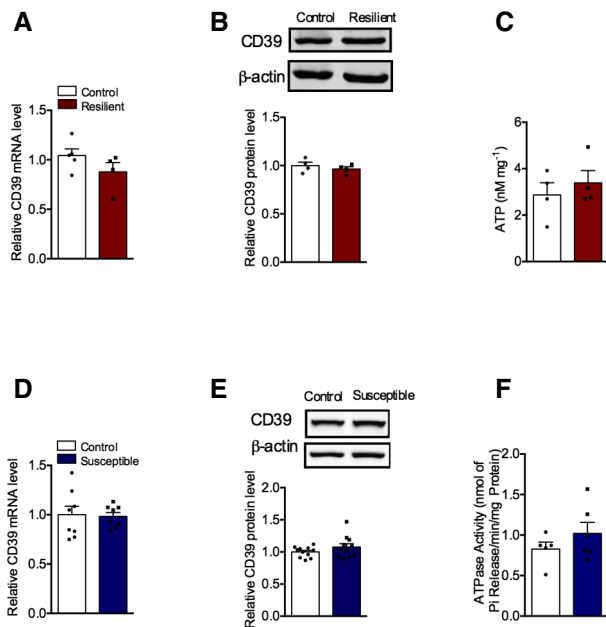 A
Control
Resilient
Relative CD39 mRNA level
1.5
1.0
0.5
0.0
B
Control Resilient
CD39
β-actin
Relative CD39 protein level
1.5
1.0
0.5
0.0
C
ATP (nM mg⁻¹)
6
4
2
0
D
Control
Susceptible
Relative CD39 mRNA level
1.5
1.0
0.5
0.0
E
Control Susceptible
CD39
β-actin
Relative CD39 protein level
2.0
1.5
1.0
0.5
0.0
F
ATPase Activity (nmol of
Pi Release/min/mg Protein)
2.0
1.5
1.0
0.5
0.0